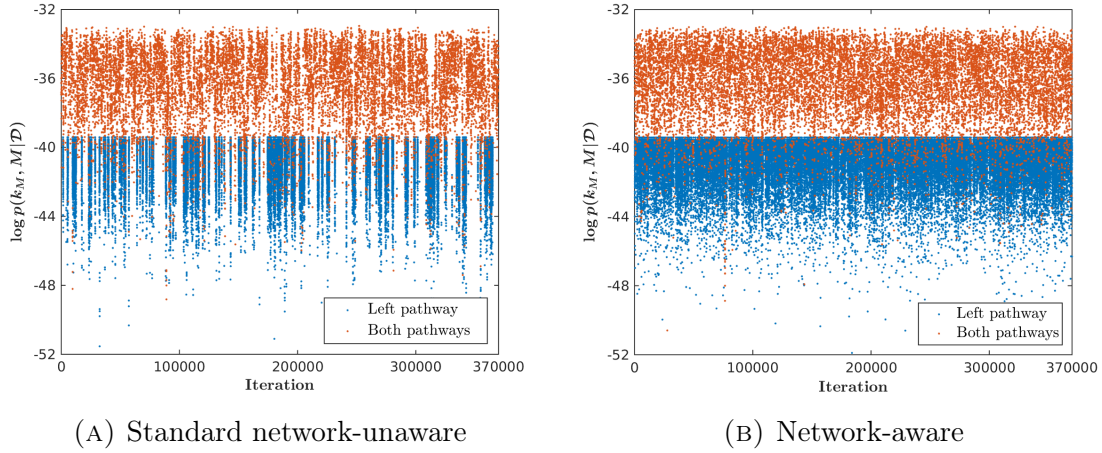 -32
-36
-40
-44
-48
-52
log p(k_M, M|𝒟)
0
100000
200000
300000
370000
Iteration
Left pathway
Both pathways
(A) Standard network-unaware
-32
-36
-40
-44
-48
-52
log p(k_M, M|𝒟)
0
100000
200000
300000
370000
Iteration
Left pathway
Both pathways
(B) Network-aware